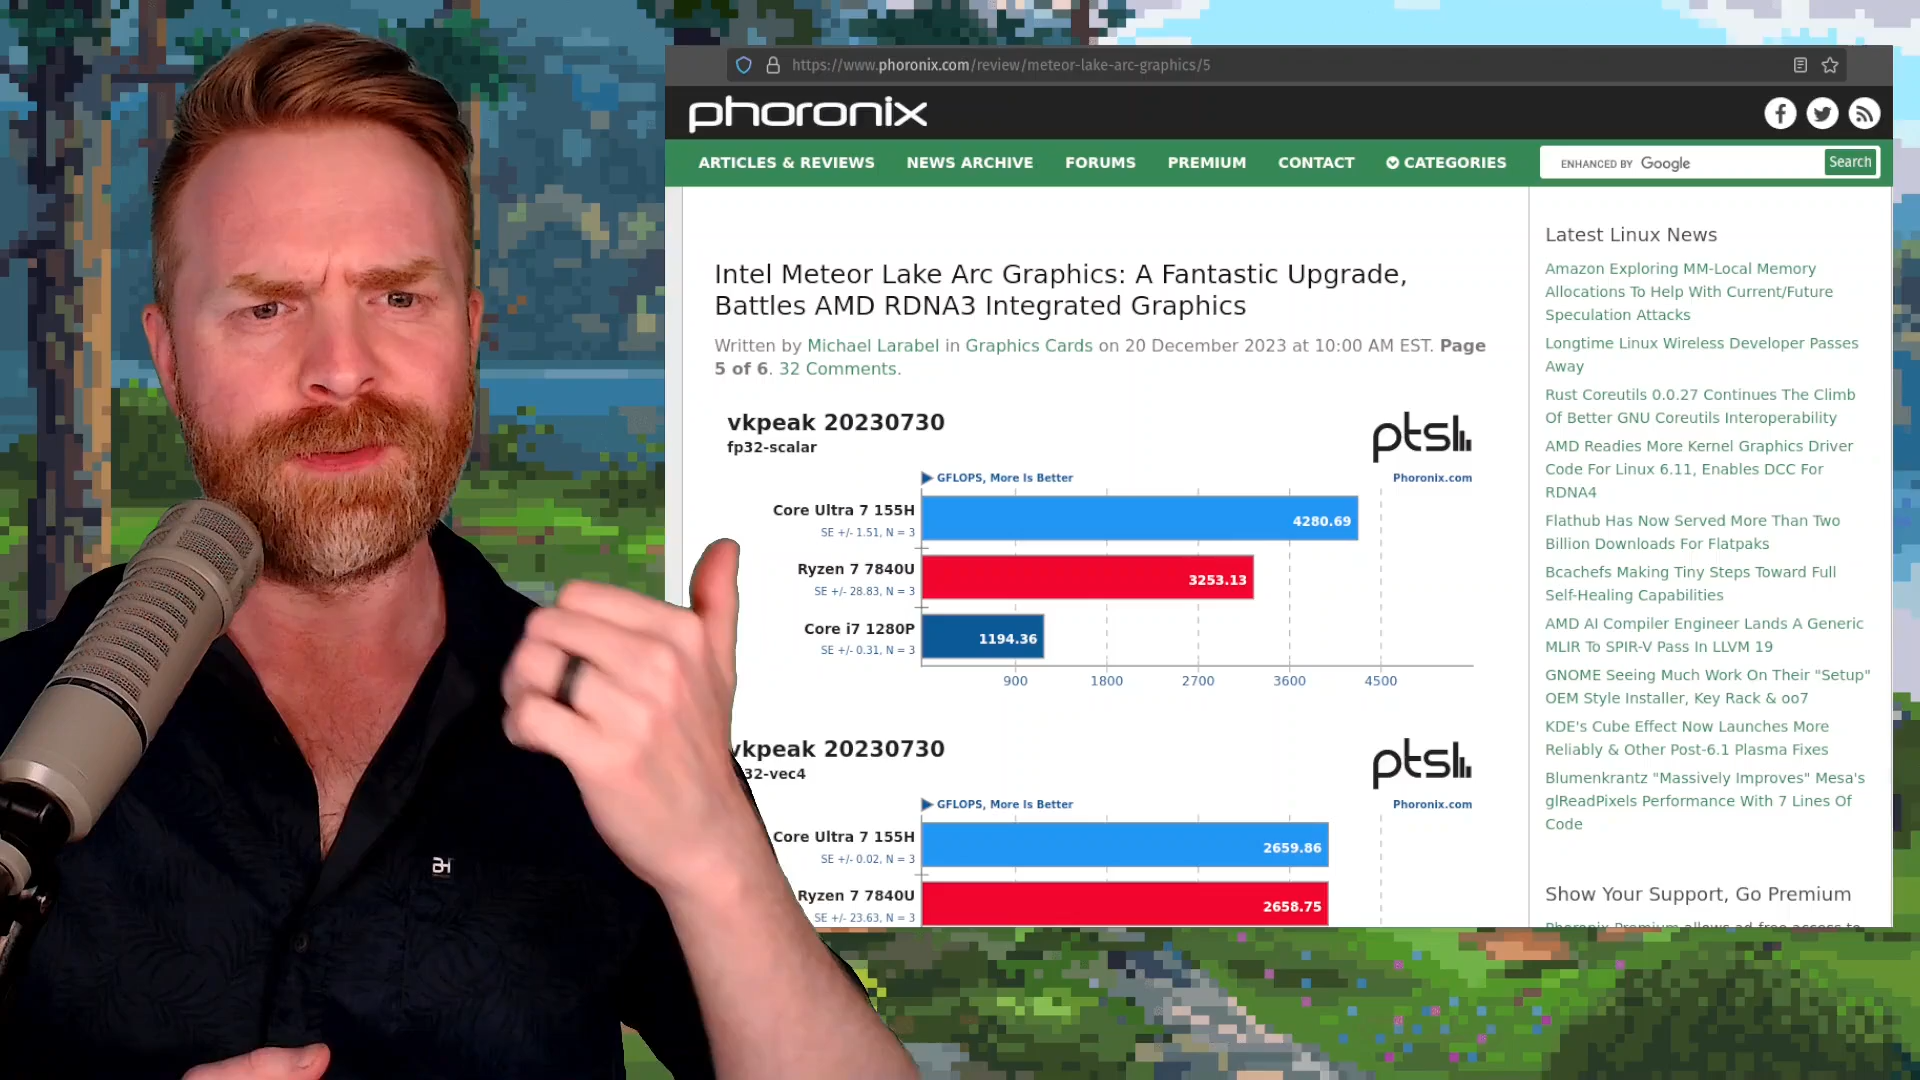 https://www.phoronix.com/review/meteor-lake-arc-graphics/5
phoronix
ARTICLES & REVIEWS NEWS ARCHIVE FORUMS PREMIUM CONTACT CATEGORIES ENHANCED BY Google Search
Intel Meteor Lake Arc Graphics: A Fantastic Upgrade,
Battles AMD RDNA3 Integrated Graphics
Written by Michael Larabel in Graphics Cards on 20 December 2023 at 10:00 AM EST. Page
5 of 6. 32 Comments.
vkpeak 20230730
fp32-scalar
pts
GFLOPS, More Is Better
Phoronix.com
Core Ultra 7 155H
SE +/- 1.51, N = 3
4280.69
Ryzen 7 7840U
SE +/- 28.83, N = 3
3253.13
Core i7 1280P
SE +/- 0.31, N = 3
1194.36
900 1800 2700 3600 4500
vkpeak 20230730
32-vec4
pts
GFLOPS, More Is Better
Phoronix.com
Core Ultra 7 155H
SE +/- 0.02, N = 3
2659.86
Ryzen 7 7840U
SE +/- 23.63, N = 3
2658.75
Latest Linux News
Amazon Exploring MM-Local Memory
Allocations To Help With Current/Future
Speculation Attacks
Longtime Linux Wireless Developer Passes
Away
Rust Coreutils 0.0.27 Continues The Climb
Of Better GNU Coreutils Interoperability
AMD Readies More Kernel Graphics Driver
Code For Linux 6.11, Enables DCC For
RDNA4
Flathub Has Now Served More Than Two
Billion Downloads For Flatpaks
Bcachefs Making Tiny Steps Toward Full
Self-Healing Capabilities
AMD AI Compiler Engineer Lands A Generic
MLIR To SPIR-V Pass In LLVM 19
GNOME Seeing Much Work On Their "Setup"
OEM Style Installer, Key Rack & oo7
KDE's Cube Effect Now Launches More
Reliably & Other Post-6.1 Plasma Fixes
Blumenkrantz "Massively Improves" Mesa's
glReadPixels Performance With 7 Lines Of
Code
Show Your Support, Go Premium
Phoronix Premium allows ad-free access to